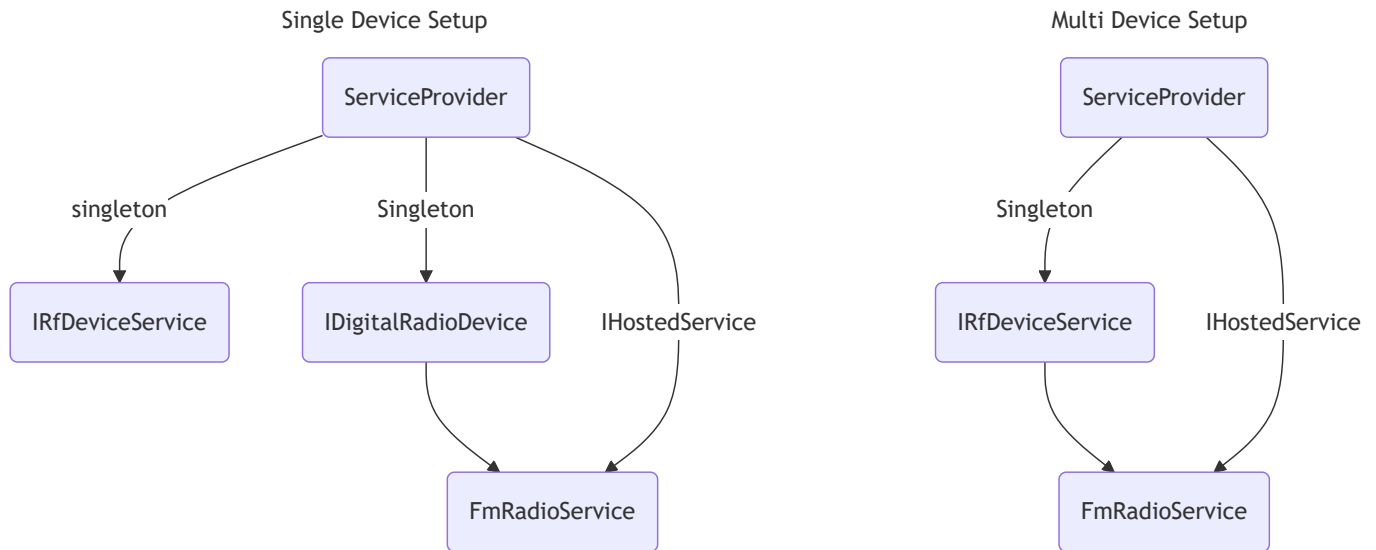 Single Device Setup
Multi Device Setup
ServiceProvider
ServiceProvider
singleton
Singleton
Singleton
IRfDeviceService
IDigitalRadioDevice
IHostedService
IRfDeviceService
IHostedService
FmRadioService
FmRadioService